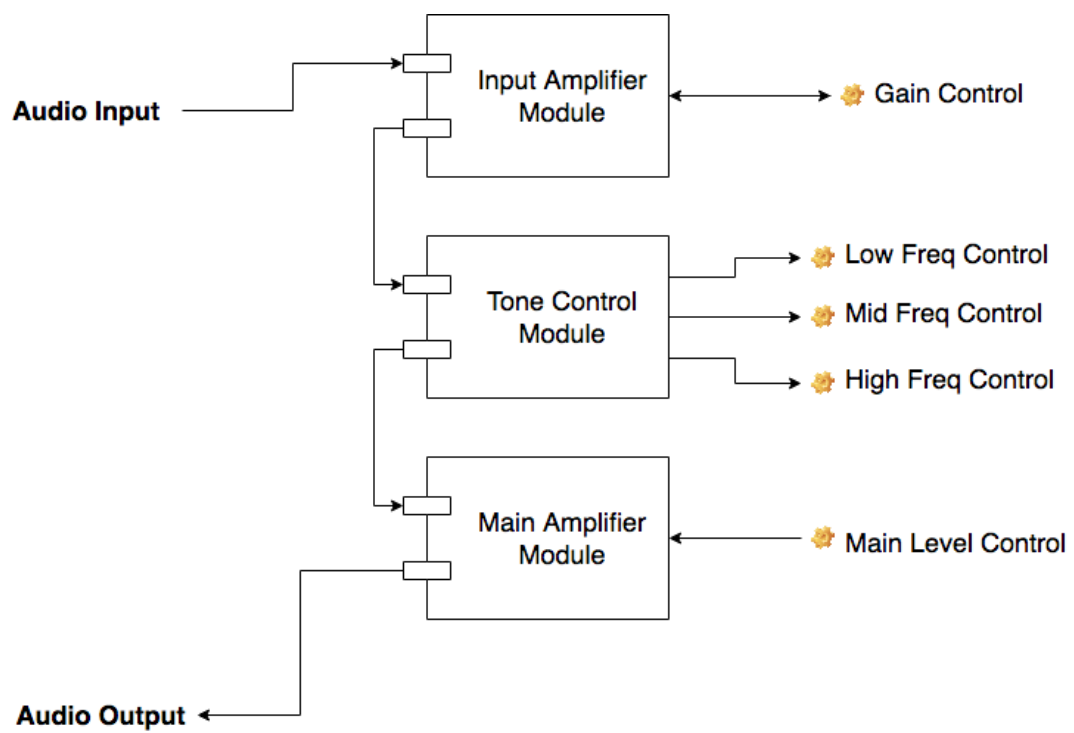 Input Amplifier
Module
Audio Input
Gain Control
Tone Control
Module
Low Freq Control
Mid Freq Control
High Freq Control
Main Amplifier
Module
Main Level Control
Audio Output